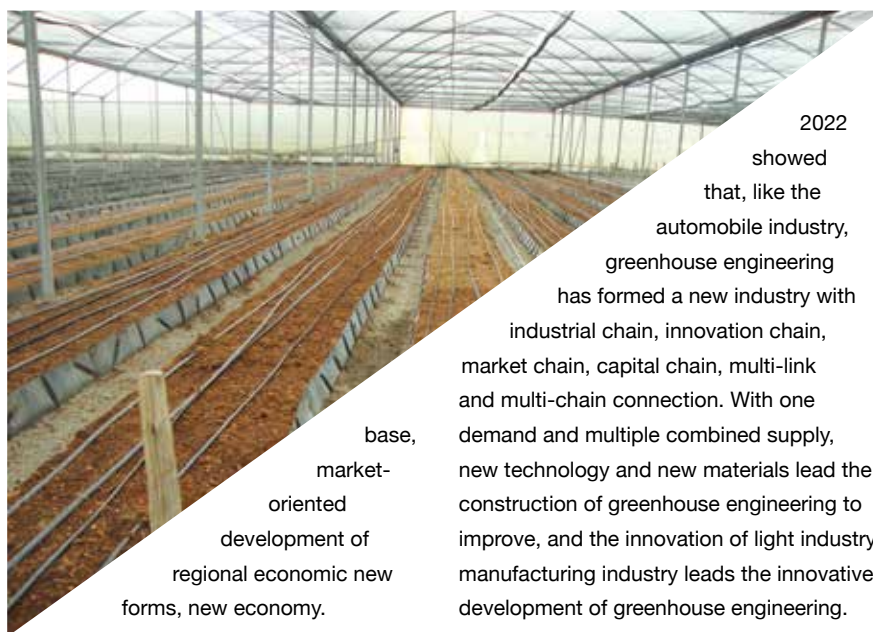 base,
market-
oriented
development of
regional economic new
forms, new economy.
2022
showed
that, like the
automobile industry,
greenhouse engineering
has formed a new industry with
industrial chain, innovation chain,
market chain, capital chain, multi-link
and multi-chain connection. With one
demand and multiple combined supply,
new technology and new materials lead the
construction of greenhouse engineering to
improve, and the innovation of light industry
manufacturing industry leads the innovative
development of greenhouse engineering.